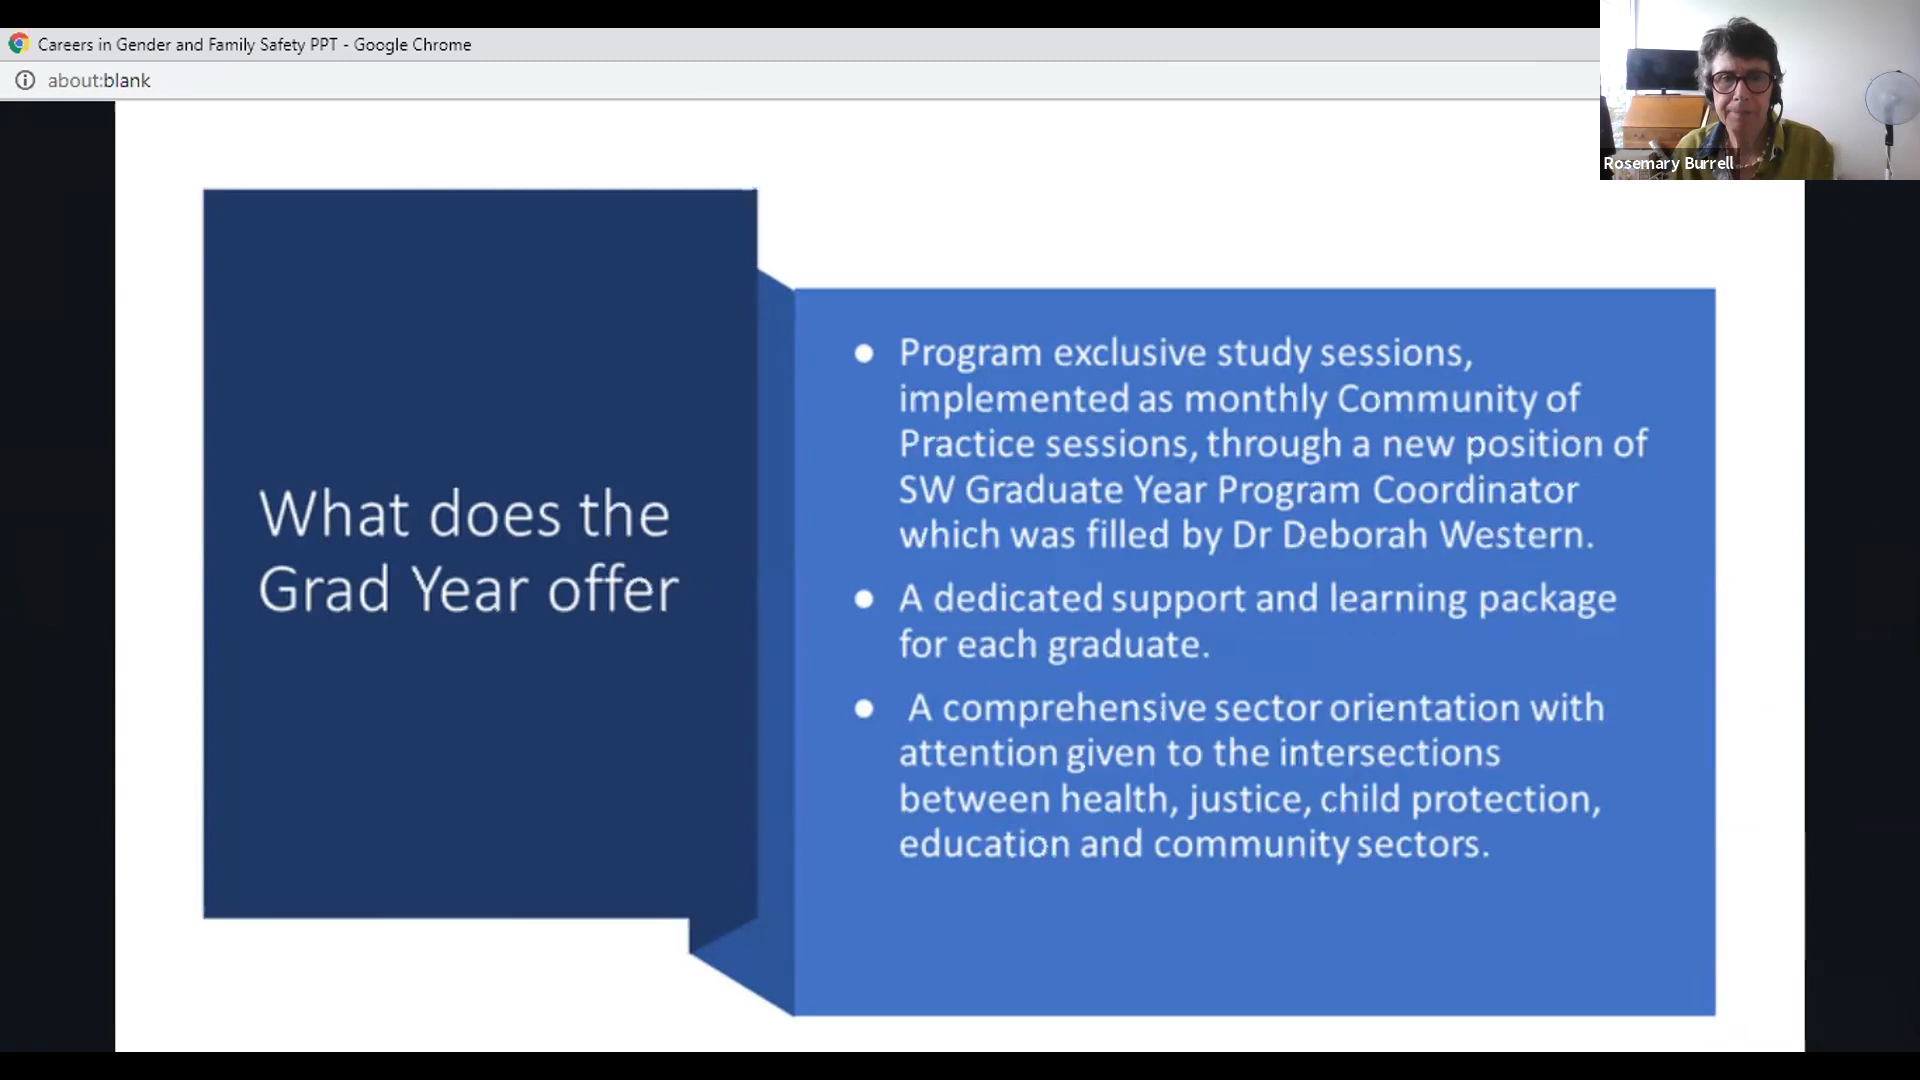 Careers in Gender and Family Safety PPT - Google Chrome
about:blank
Rosemary Burrell
What does the
Grad Year offer
● Program exclusive study sessions,
implemented as monthly Community of
Practice sessions, through a new position of
SW Graduate Year Program Coordinator
which was filled by Dr Deborah Western.
● A dedicated support and learning package
for each graduate.
● A comprehensive sector orientation with
attention given to the intersections
between health, justice, child protection,
education and community sectors.